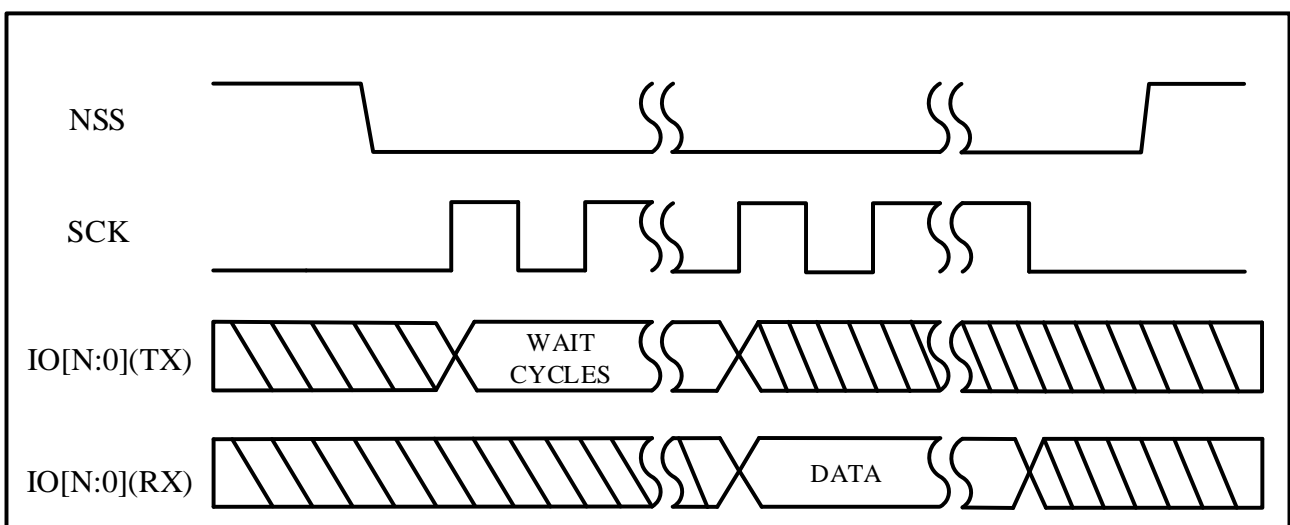 NSS
SCK
IO[N:0](TX)
WAIT
CYCLES
IO[N:0](RX)
DATA